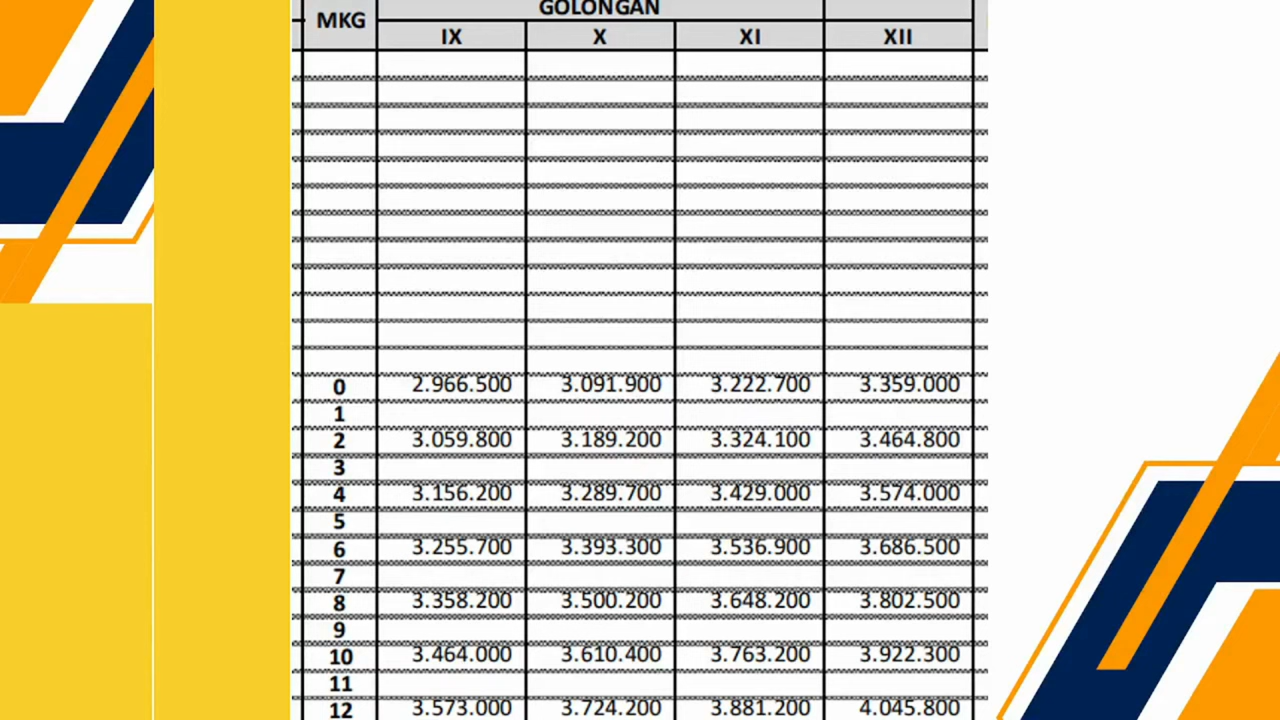 GOLONGAN
MKG IX X XI XII
0 2.966.500 3.091.900 3.222.700 3.359.000
1
2 3.059.800 3.189.200 3.324.100 3.464.800
3
4 3.156.200 3.289.700 3.429.000 3.574.000
5
6 3.255.700 3.393.300 3.536.900 3.686.500
7
8 3.358.200 3.500.200 3.648.200 3.802.500
9
10 3.464.000 3.610.400 3.763.200 3.922.300
11
12 3.573.000 3.724.200 3.881.200 4.045.800